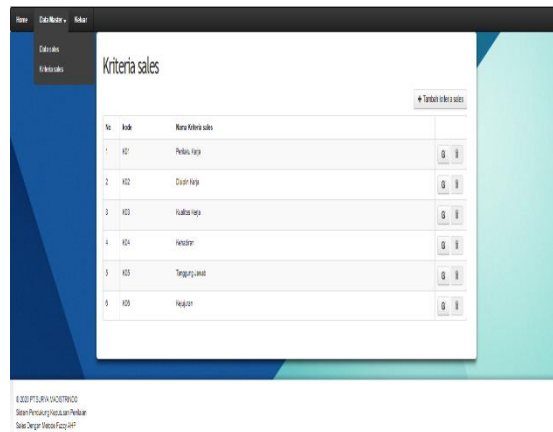 Home Data Master Keluar
Data sales
Kriteria sales
Kriteria sales
+ Tambah kriteria sales
No kode Nama Kriteria sales
1 K01 Perilaku Kerja
2 K02 Disiplin Kerja
3 K03 Kualitas Kerja
4 K04 Kehadiran
5 K05 Tanggung Jawab
6 K06 Kejujuran
© 2020 PT.SURYA MADISTRINDO
Sistem Pendukung Keputusan Penilaian
Sales Dengan Metode Fuzzy AHP